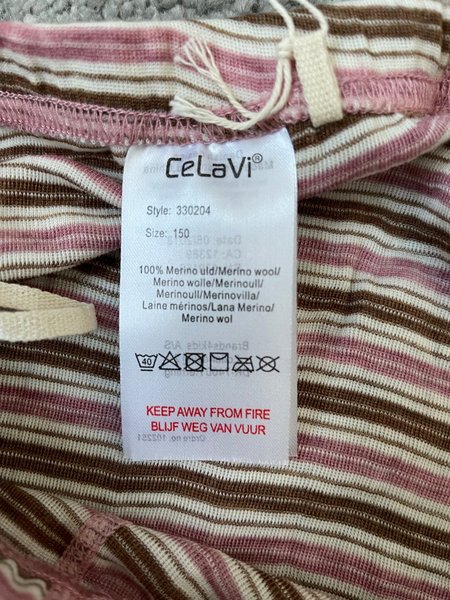 CeLaVi®
Style: 330204
Size: 150
100% Merino uld/Merino wool/
Merino wolle/Merinoull/
Merinoull/Merinovilla/
Laine mérinos/Lana Merino/
Merino wol
40
KEEP AWAY FROM FIRE
BLIJF WEG VAN VUUR